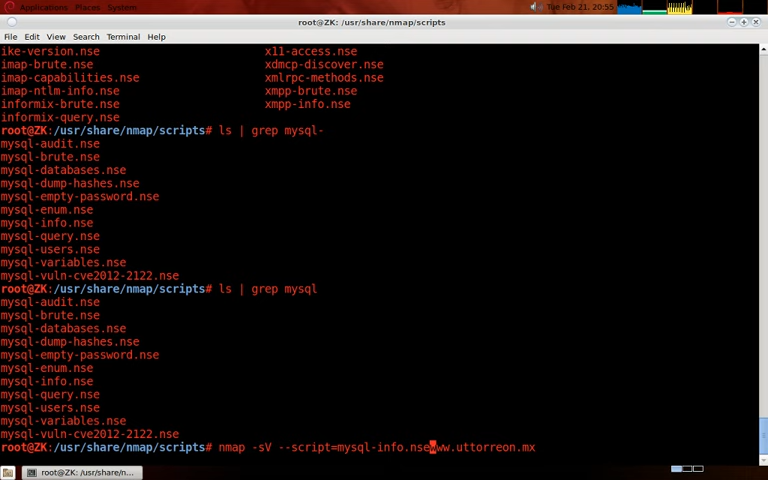 Applications Places System
Tue Feb 21, 20:55
root@ZK: /usr/share/nmap/scripts
File Edit View Search Terminal Help
ike-version.nse x11-access.nse
imap-brute.nse xdmcp-discover.nse
imap-capabilities.nse xmlrpc-methods.nse
imap-ntlm-info.nse xmpp-brute.nse
informix-brute.nse xmpp-info.nse
informix-query.nse
root@ZK:/usr/share/nmap/scripts# ls | grep mysql-
mysql-audit.nse
mysql-brute.nse
mysql-databases.nse
mysql-dump-hashes.nse
mysql-empty-password.nse
mysql-enum.nse
mysql-info.nse
mysql-query.nse
mysql-users.nse
mysql-variables.nse
mysql-vuln-cve2012-2122.nse
root@ZK:/usr/share/nmap/scripts# ls | grep mysql
mysql-audit.nse
mysql-brute.nse
mysql-databases.nse
mysql-dump-hashes.nse
mysql-empty-password.nse
mysql-enum.nse
mysql-info.nse
mysql-query.nse
mysql-users.nse
mysql-variables.nse
mysql-vuln-cve2012-2122.nse
root@ZK:/usr/share/nmap/scripts# nmap -sV --script=mysql-info.nsewww.uttorreon.mx
root@ZK: /usr/share/n...